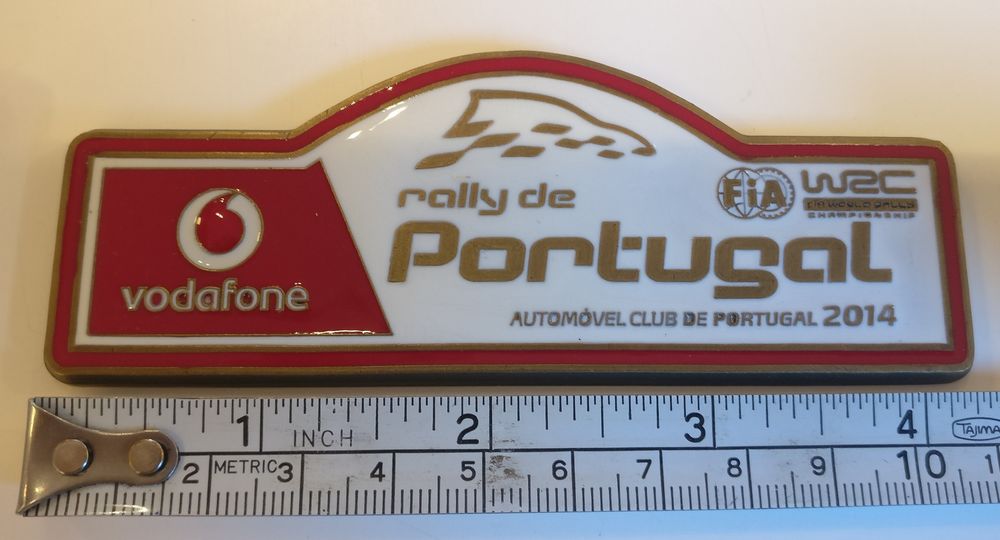 rally de
Portugal
FiA WRC
FIA WORLD RALLY
CHAMPIONSHIP
vodafone
AUTOMÓVEL CLUB DE PORTUGAL 2014
1 INCH 2 3 4 TAJIMA
2 METRIC 3 4 5 6 7 8 9 10 1